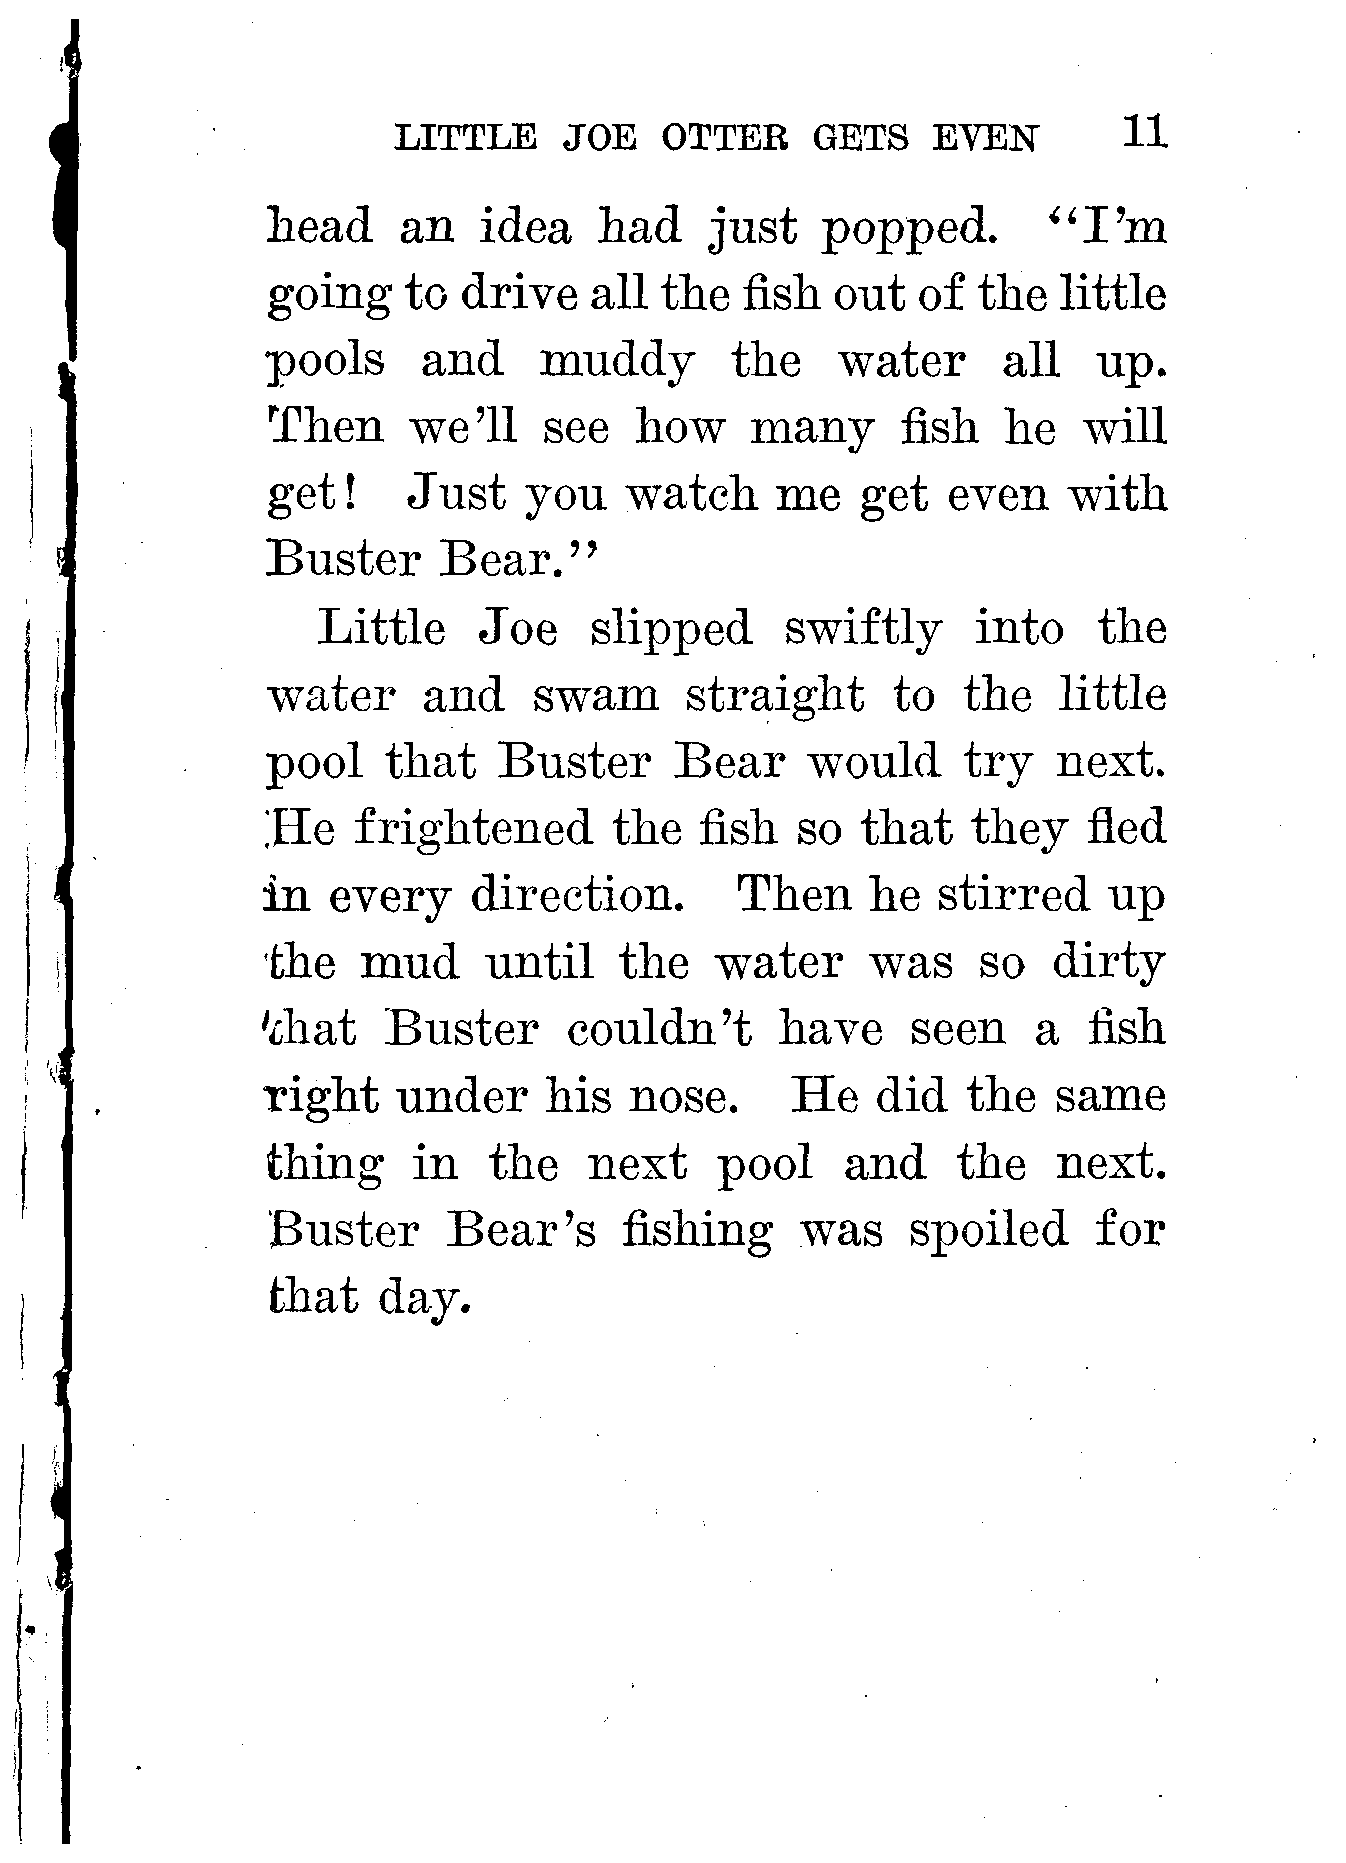 LITTLE JOE OTTER GETS EVEN 11
head an idea had just popped. “I’m
going to drive all the fish out of the little
pools and muddy the water all up.
Then we’ll see how many fish he will
get! Just you watch me get even with
Buster Bear.”
Little Joe slipped swiftly into the
water and swam straight to the little
pool that Buster Bear would try next.
He frightened the fish so that they fled
in every direction. Then he stirred up
the mud until the water was so dirty
that Buster couldn’t have seen a fish
right under his nose. He did the same
thing in the next pool and the next.
Buster Bear’s fishing was spoiled for
that day.